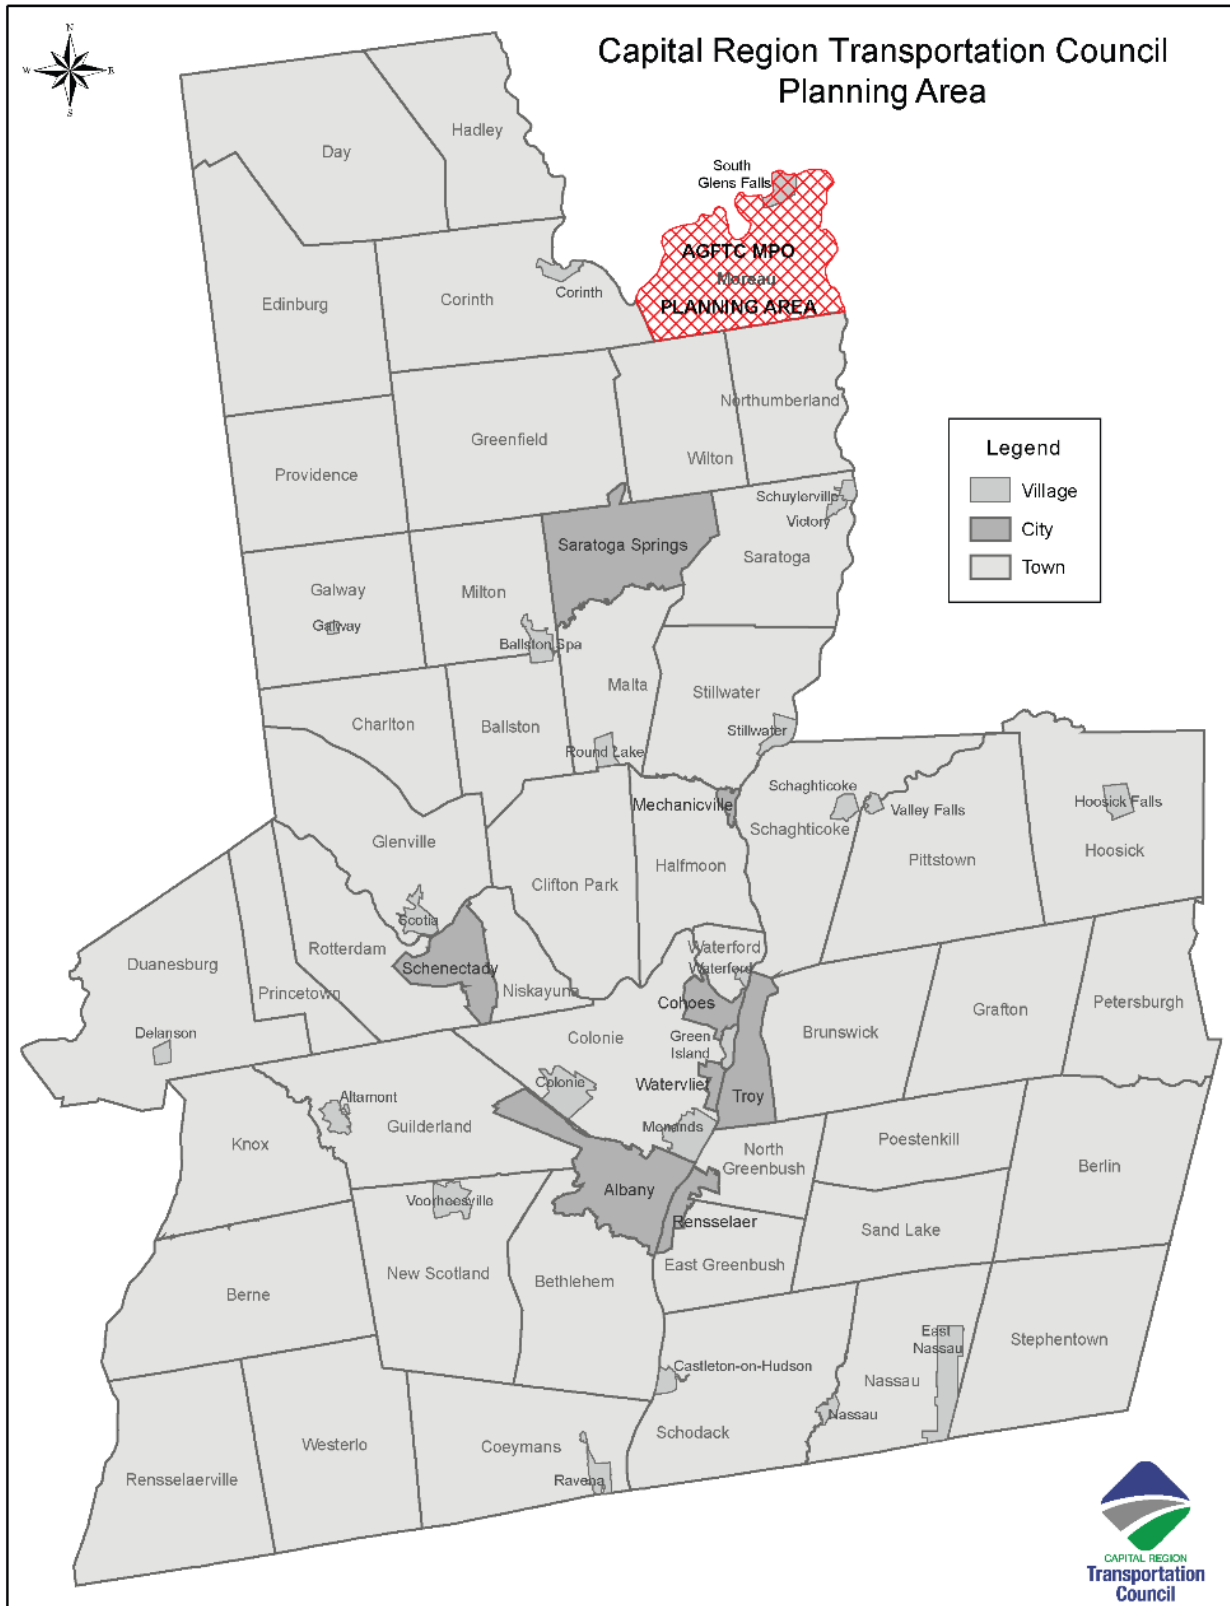 Capital Region Transportation Council
Planning Area
N
W
E
S
Hadley
Day
South
Glens Falls
AGFTC MPO
Moreau
PLANNING AREA
Corinth
Corinth
Edinburg
Northumberland
Greenfield
Wilton
Providence
Legend
Village
City
Town
Schuylerville
Victory
Saratoga Springs
Saratoga
Galway
Galway
Milton
Ballston Spa
Malta
Stillwater
Stillwater
Charlton
Ballston
Round Lake
Schaghticoke
Mechanicville
Valley Falls
Hoosick Falls
Schaghticoke
Glenville
Pittstown
Hoosick
Halfmoon
Clifton Park
Scotia
Rotterdam
Waterford
Waterford
Duanesburg
Schenectady
Princetown
Niskayuna
Cohoes
Petersburgh
Grafton
Brunswick
Delanson
Colonie
Green
Island
Colonie
Watervliet
Troy
Altamont
Guilderland
Menands
Knox
North
Greenbush
Poestenkill
Berlin
Voorheesville
Albany
Rensselaer
Sand Lake
East Greenbush
New Scotland
Bethlehem
Berne
East
Nassau
Stephentown
Castleton-on-Hudson
Nassau
Nassau
Schodack
Westerlo
Coeymans
Rensselaerville
Ravena
CAPITAL REGION
Transportation
Council